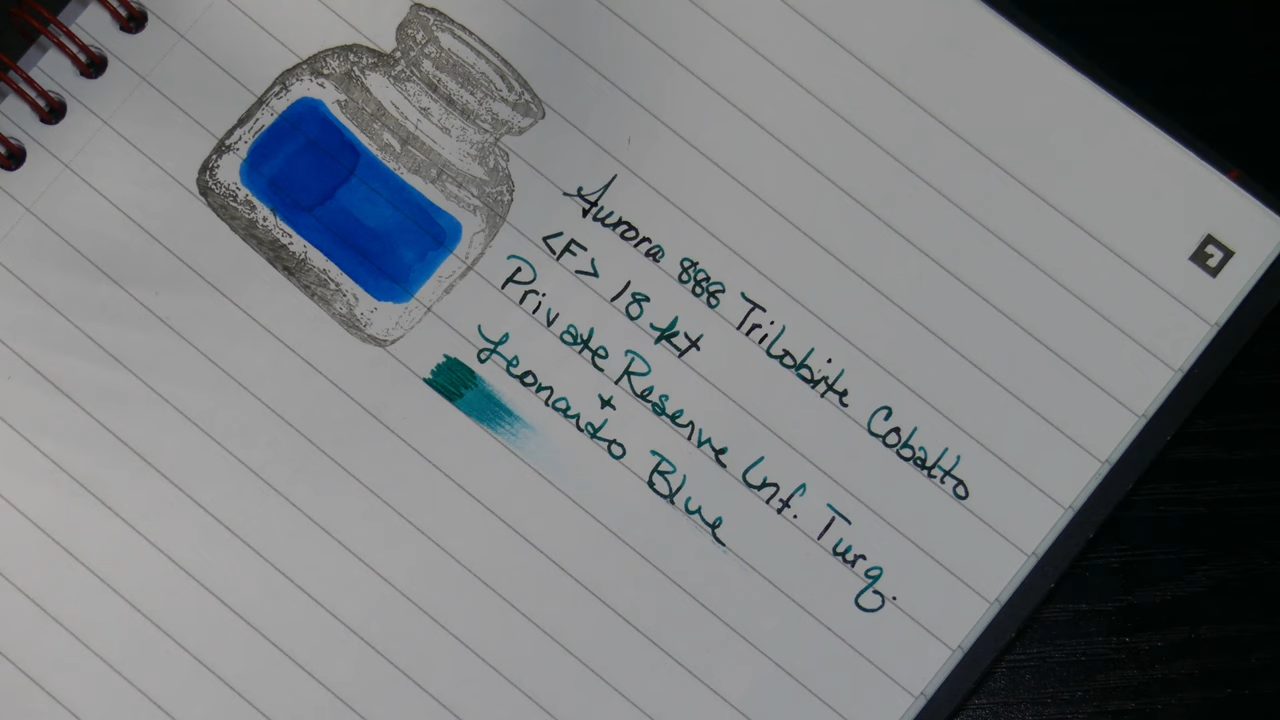 Aurora 888 Trilobite Cobalto
<F> 18 kt
Private Reserve Inf. Turq.
+
Leonardo Blue